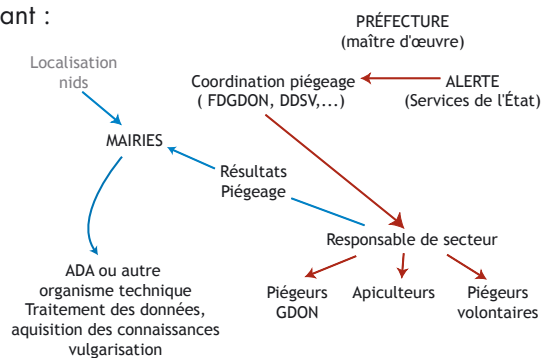 ant :
PRÉFECTURE
(maître d'œuvre)
Localisation
nids
Coordination piégeage
( FDGDON, DDSV,...)
ALERTE
(Services de l'État)
MAIRIES
Résultats
Piégeage
Responsable de secteur
ADA ou autre
organisme technique
Traitement des données,
aquisition des connaissances
vulgarisation
Piégeurs
GDON
Apiculteurs
Piégeurs
volontaires